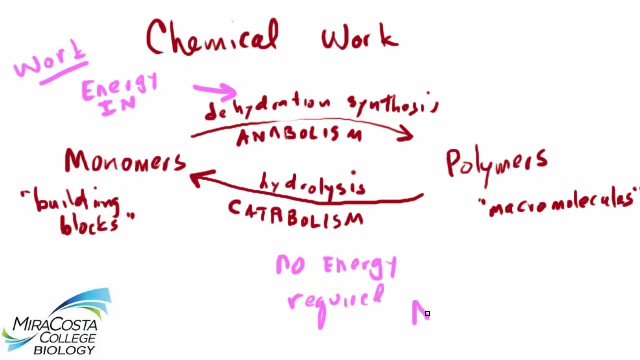 Chemical Work
Work
Energy
IN
dehydration synthesis
ANABOLISM
Monomers
Polymers
"building
blocks"
"macromoleculas"
hydrolysis
CATABOLISM
NO Energy
required
MIRACOSTA
COLLEGE
BIOLOGY